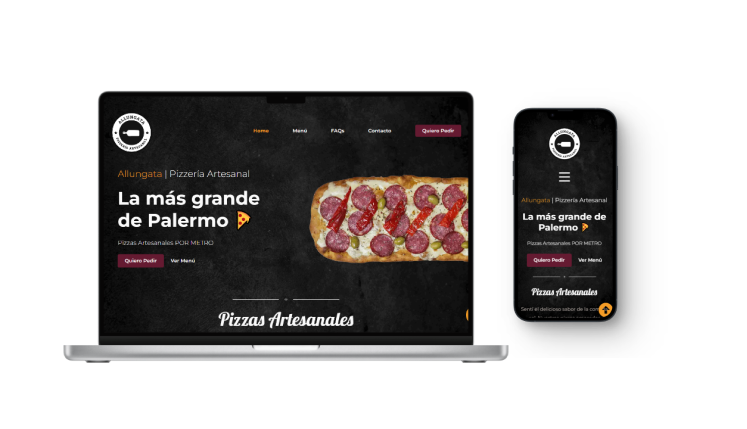 ALLUNGATA
PIZZERÍA ARTESANAL
Home
Menú
FAQs
Contacto
Quiero Pedir
Allungata | Pizzería Artesanal
La más grande
de Palermo
Pizzas Artesanales POR METRO
Quiero Pedir
Ver Menú
Pizzas Artesanales
ALLUNGATA
PIZZERÍA ARTESANAL
Allungata | Pizzería Artesanal
La más grande de
Palermo
Pizzas Artesanales POR METRO
Quiero Pedir
Ver Menú
Pizzas Artesanales
Sentí el delicioso sabor de la